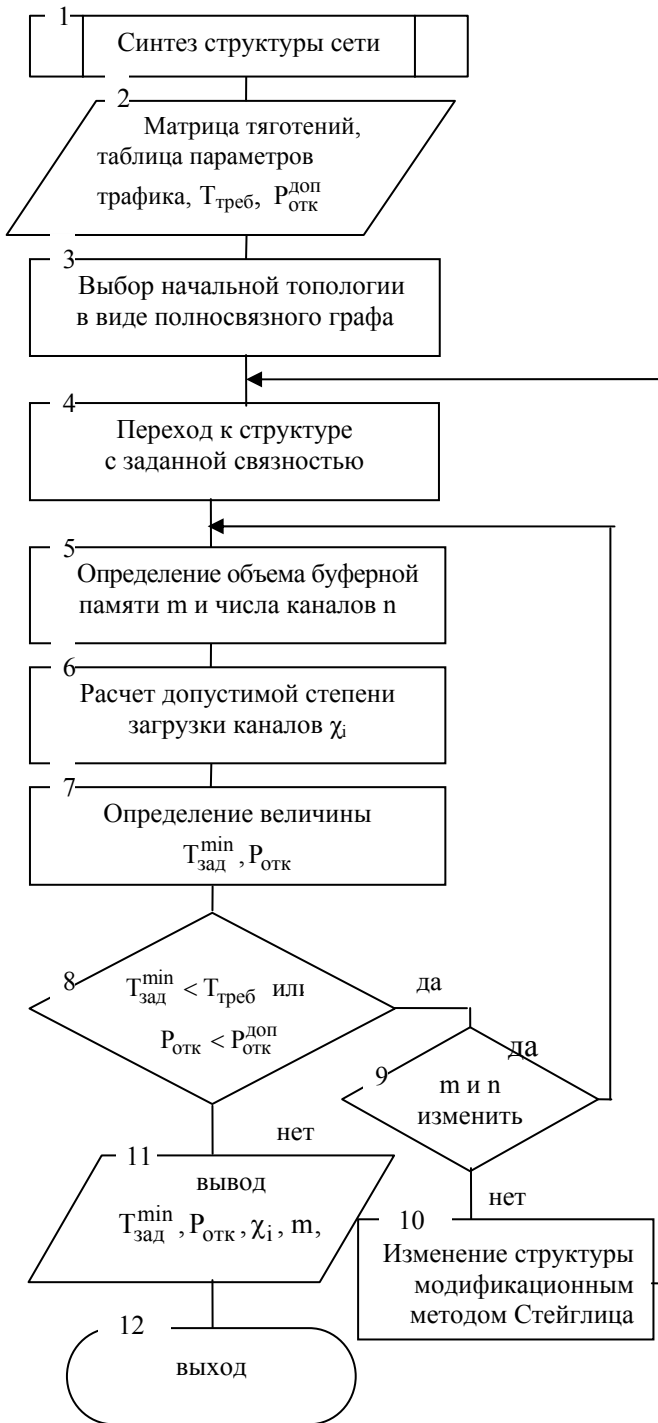 1
Синтез структуры сети
2
Матрица тяготений,
таблица параметров
трафика, Tтреб, Pотк^доп
3
Выбор начальной топологии
в виде полносвязного графа
4
Переход к структуре
с заданной связностью
5
Определение объема буферной
памяти m и числа каналов n
6
Расчет допустимой степени
загрузки каналов χi
7
Определение величины
Tзад^min, Pотк
8
Tзад^min < Tтреб или
Pотк < Pотк^доп
да
9
да
m и n
изменить
нет
11
вывод
Tзад^min, Pотк, χi, m,
нет
10
Изменение структуры
модификационным
методом Стейглица
12
выход